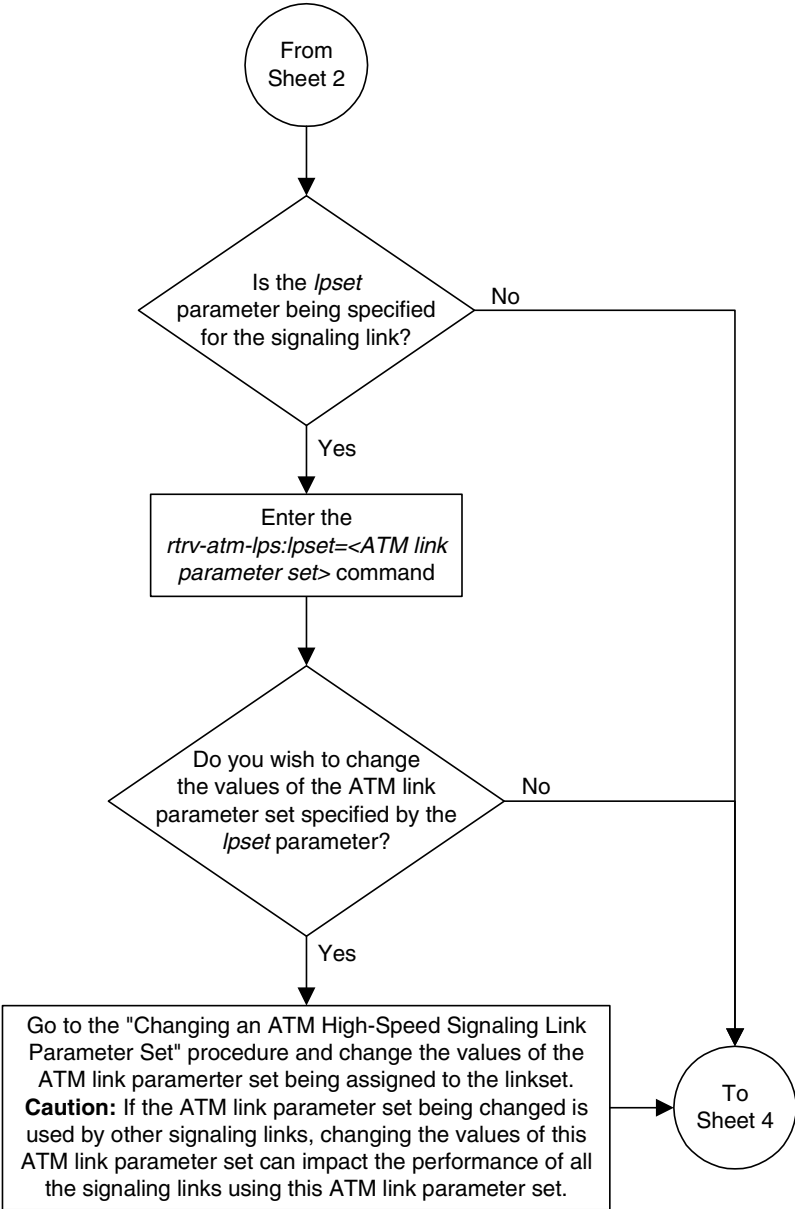 From
Sheet 2
Is the lpset
parameter being specified
for the signaling link?
No
Yes
Enter the
rtrv-atm-lps:lpset=<ATM link
parameter set> command
Do you wish to change
the values of the ATM link
parameter set specified by the
lpset parameter?
No
Yes
Go to the "Changing an ATM High-Speed Signaling Link
Parameter Set" procedure and change the values of the
ATM link paramerter set being assigned to the linkset.
Caution: If the ATM link parameter set being changed is
used by other signaling links, changing the values of this
ATM link parameter set can impact the performance of all
the signaling links using this ATM link parameter set.
To
Sheet 4